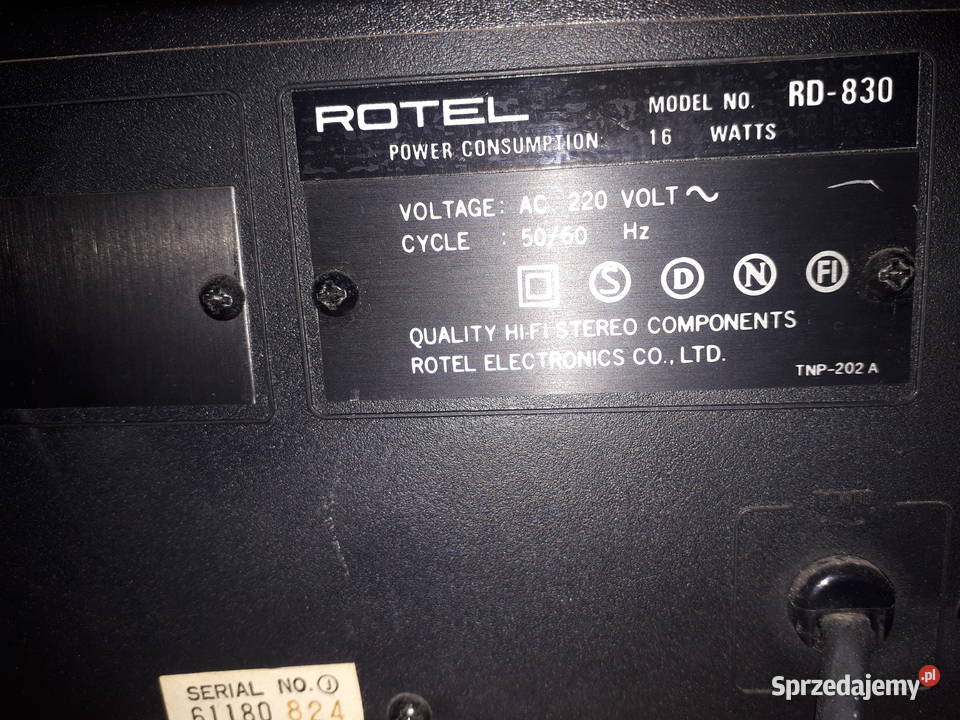 ROTEL MODEL NO. RD-830
POWER CONSUMPTION: 16 WATTS
VOLTAGE: AC 220 VOLT ~
CYCLE : 50/60 Hz
S D N FI
QUALITY HI-FI STEREO COMPONENTS
ROTEL ELECTRONICS CO., LTD.
TNP-202 A
SERIAL NO. Ⓙ
61180 824
Sprzedajemy.pl